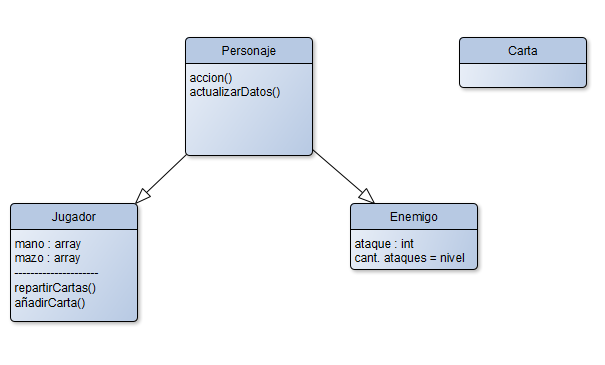 Personaje
accion()
actualizarDatos()
Carta
Jugador
mano : array
mazo : array
---------------------
repartirCartas()
añadirCarta()
Enemigo
ataque : int
cant. ataques = nivel